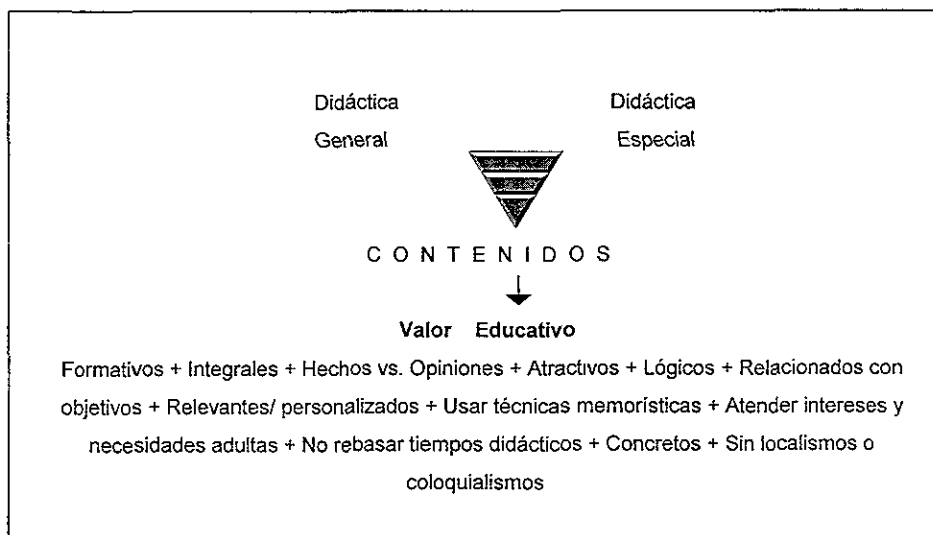 Didáctica Didáctica
General Especial
C O N T E N I D O S
Valor Educativo
Formativos + Integrales + Hechos vs. Opiniones + Atractivos + Lógicos + Relacionados con
objetivos + Relevantes/ personalizados + Usar técnicas memorísticas + Atender intereses y
necesidades adultas + No rebasar tiempos didácticos + Concretos + Sin localismos o
coloquialismos